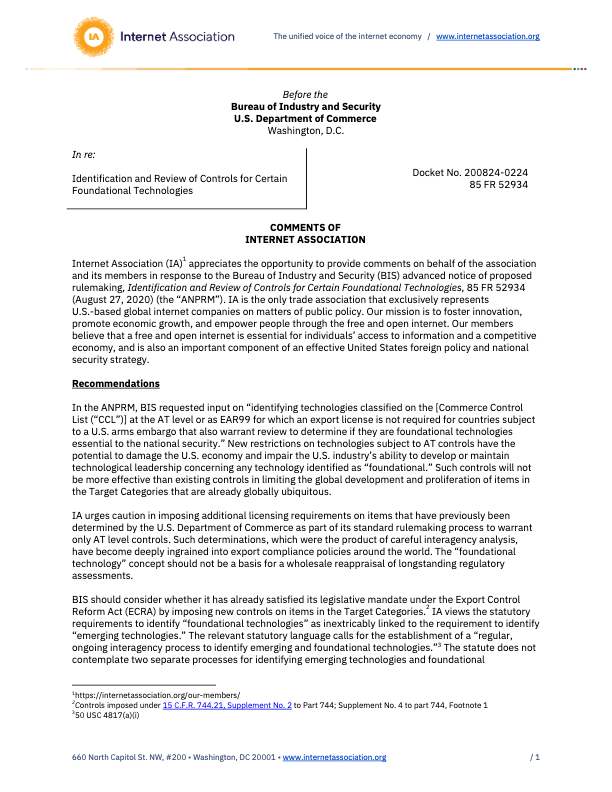 IA Internet Association
The unified voice of the internet economy / www.internetassociation.org
Before the
Bureau of Industry and Security
U.S. Department of Commerce
Washington, D.C.
In re:
Identification and Review of Controls for Certain
Foundational Technologies
Docket No. 200824-0224
85 FR 52934
COMMENTS OF
INTERNET ASSOCIATION
Internet Association (IA)1 appreciates the opportunity to provide comments on behalf of the association
and its members in response to the Bureau of Industry and Security (BIS) advanced notice of proposed
rulemaking, Identification and Review of Controls for Certain Foundational Technologies, 85 FR 52934
(August 27, 2020) (the “ANPRM”). IA is the only trade association that exclusively represents
U.S.-based global internet companies on matters of public policy. Our mission is to foster innovation,
promote economic growth, and empower people through the free and open internet. Our members
believe that a free and open internet is essential for individuals’ access to information and a competitive
economy, and is also an important component of an effective United States foreign policy and national
security strategy.
Recommendations
In the ANPRM, BIS requested input on “identifying technologies classified on the [Commerce Control
List (“CCL”)] at the AT level or as EAR99 for which an export license is not required for countries subject
to a U.S. arms embargo that also warrant review to determine if they are foundational technologies
essential to the national security.” New restrictions on technologies subject to AT controls have the
potential to damage the U.S. economy and impair the U.S. industry’s ability to develop or maintain
technological leadership concerning any technology identified as “foundational.” Such controls will not
be more effective than existing controls in limiting the global development and proliferation of items in
the Target Categories that are already globally ubiquitous.
IA urges caution in imposing additional licensing requirements on items that have previously been
determined by the U.S. Department of Commerce as part of its standard rulemaking process to warrant
only AT level controls. Such determinations, which were the product of careful interagency analysis,
have become deeply ingrained into export compliance policies around the world. The “foundational
technology” concept should not be a basis for a wholesale reappraisal of longstanding regulatory
assessments.
BIS should consider whether it has already satisfied its legislative mandate under the Export Control
Reform Act (ECRA) by imposing new controls on items in the Target Categories.2 IA views the statutory
requirements to identify “foundational technologies” as inextricably linked to the requirement to identify
“emerging technologies.” The relevant statutory language calls for the establishment of a “regular,
ongoing interagency process to identify emerging and foundational technologies.”3 The statute does not
contemplate two separate processes for identifying emerging technologies and foundational
1https://internetassociation.org/our-members/
2Controls imposed under 15 C.F.R. 744.21, Supplement No. 2 to Part 744; Supplement No. 4 to part 744, Footnote 1
350 USC 4817(a)(i)
660 North Capitol St. NW, #200 • Washington, DC 20001 • www.internetassociation.org / 1